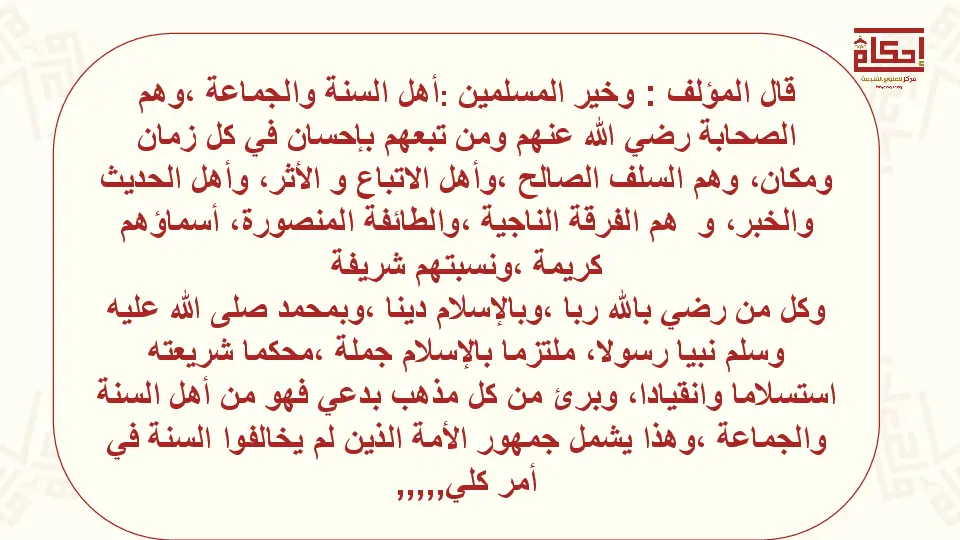 إحكام
مركز للعلوم الشرعية
قال المؤلف : وخير المسلمين :أهل السنة والجماعة ،وهم
الصحابة رضي الله عنهم ومن تبعهم بإحسان في كل زمان
ومكان، وهم السلف الصالح ،وأهل الاتباع و الأثر، وأهل الحديث
والخبر، و هم الفرقة الناجية ،والطائفة المنصورة، أسماؤهم
كريمة ،ونسبتهم شريفة
وكل من رضي بالله ربا ،وبالإسلام دينا ،وبمحمد صلى الله عليه
وسلم نبيا رسولا، ملتزما بالإسلام جملة ،محكما شريعته
استسلاما وانقيادا، وبرئ من كل مذهب بدعي فهو من أهل السنة
والجماعة ،وهذا يشمل جمهور الأمة الذين لم يخالفوا السنة في
أمر كلي,,,,,